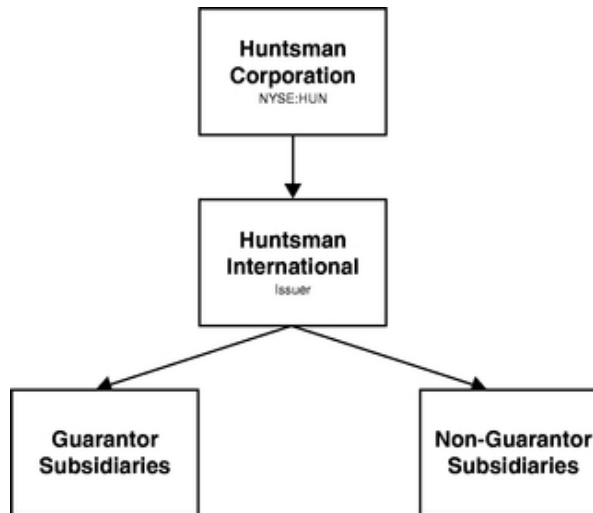 Huntsman
Corporation
NYSE:HUN
Huntsman
International
Issuer
Guarantor
Subsidiaries
Non-Guarantor
Subsidiaries